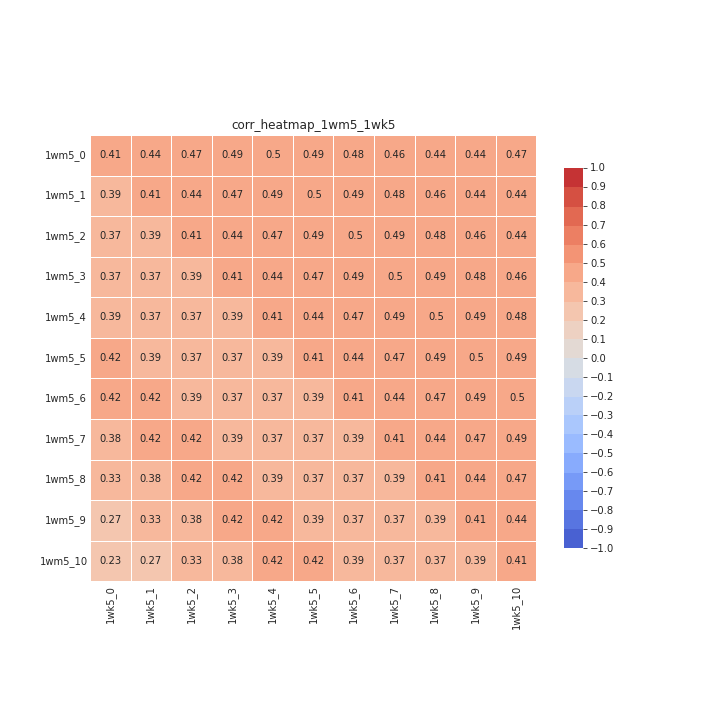 corr_heatmap_1wm5_1wk5
1wm5_0 0.41 0.44 0.47 0.49 0.5 0.49 0.48 0.46 0.44 0.44 0.47
1wm5_1 0.39 0.41 0.44 0.47 0.49 0.5 0.49 0.48 0.46 0.44 0.44
1wm5_2 0.37 0.39 0.41 0.44 0.47 0.49 0.5 0.49 0.48 0.46 0.44
1wm5_3 0.37 0.37 0.39 0.41 0.44 0.47 0.49 0.5 0.49 0.48 0.46
1wm5_4 0.39 0.37 0.37 0.39 0.41 0.44 0.47 0.49 0.5 0.49 0.48
1wm5_5 0.42 0.39 0.37 0.37 0.39 0.41 0.44 0.47 0.49 0.5 0.49
1wm5_6 0.42 0.42 0.39 0.37 0.37 0.39 0.41 0.44 0.47 0.49 0.5
1wm5_7 0.38 0.42 0.42 0.39 0.37 0.37 0.39 0.41 0.44 0.47 0.49
1wm5_8 0.33 0.38 0.42 0.42 0.39 0.37 0.37 0.39 0.41 0.44 0.47
1wm5_9 0.27 0.33 0.38 0.42 0.42 0.39 0.37 0.37 0.39 0.41 0.44
1wm5_10 0.23 0.27 0.33 0.38 0.42 0.42 0.39 0.37 0.37 0.39 0.41
1wk5_0 1wk5_1 1wk5_2 1wk5_3 1wk5_4 1wk5_5 1wk5_6 1wk5_7 1wk5_8 1wk5_9 1wk5_10
1.0
0.9
0.8
0.7
0.6
0.5
0.4
0.3
0.2
0.1
0.0
−0.1
−0.2
−0.3
−0.4
−0.5
−0.6
−0.7
−0.8
−0.9
−1.0